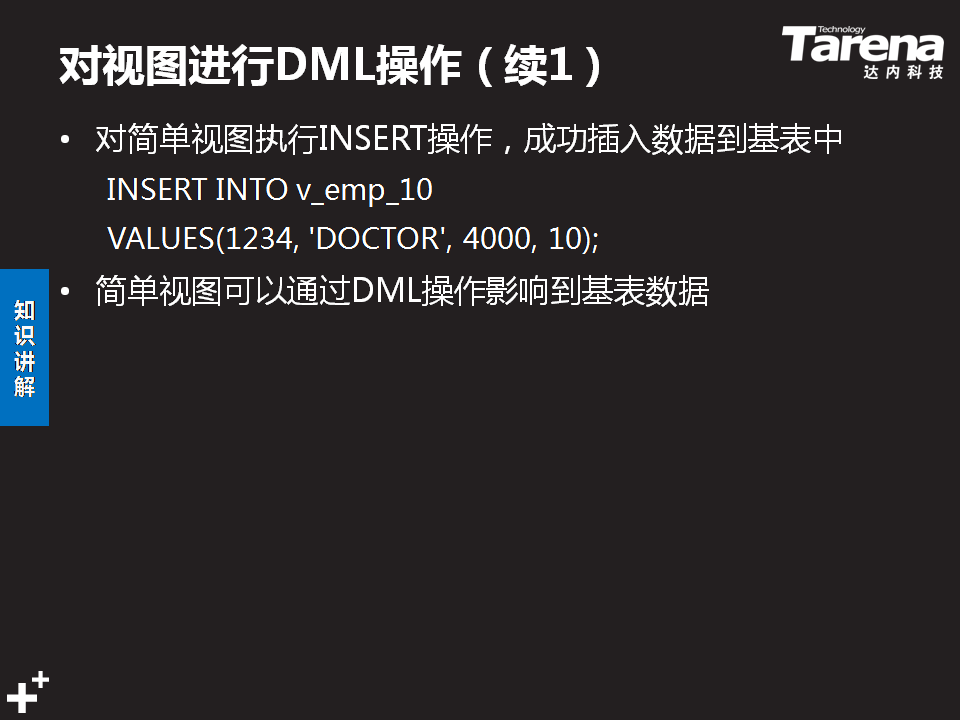 对视图进行DML操作（续1）
Technology
Tarena
达内科技
• 对简单视图执行INSERT操作，成功插入数据到基表中
INSERT INTO v_emp_10
VALUES(1234, 'DOCTOR', 4000, 10);
• 简单视图可以通过DML操作影响到基表数据
知识讲解